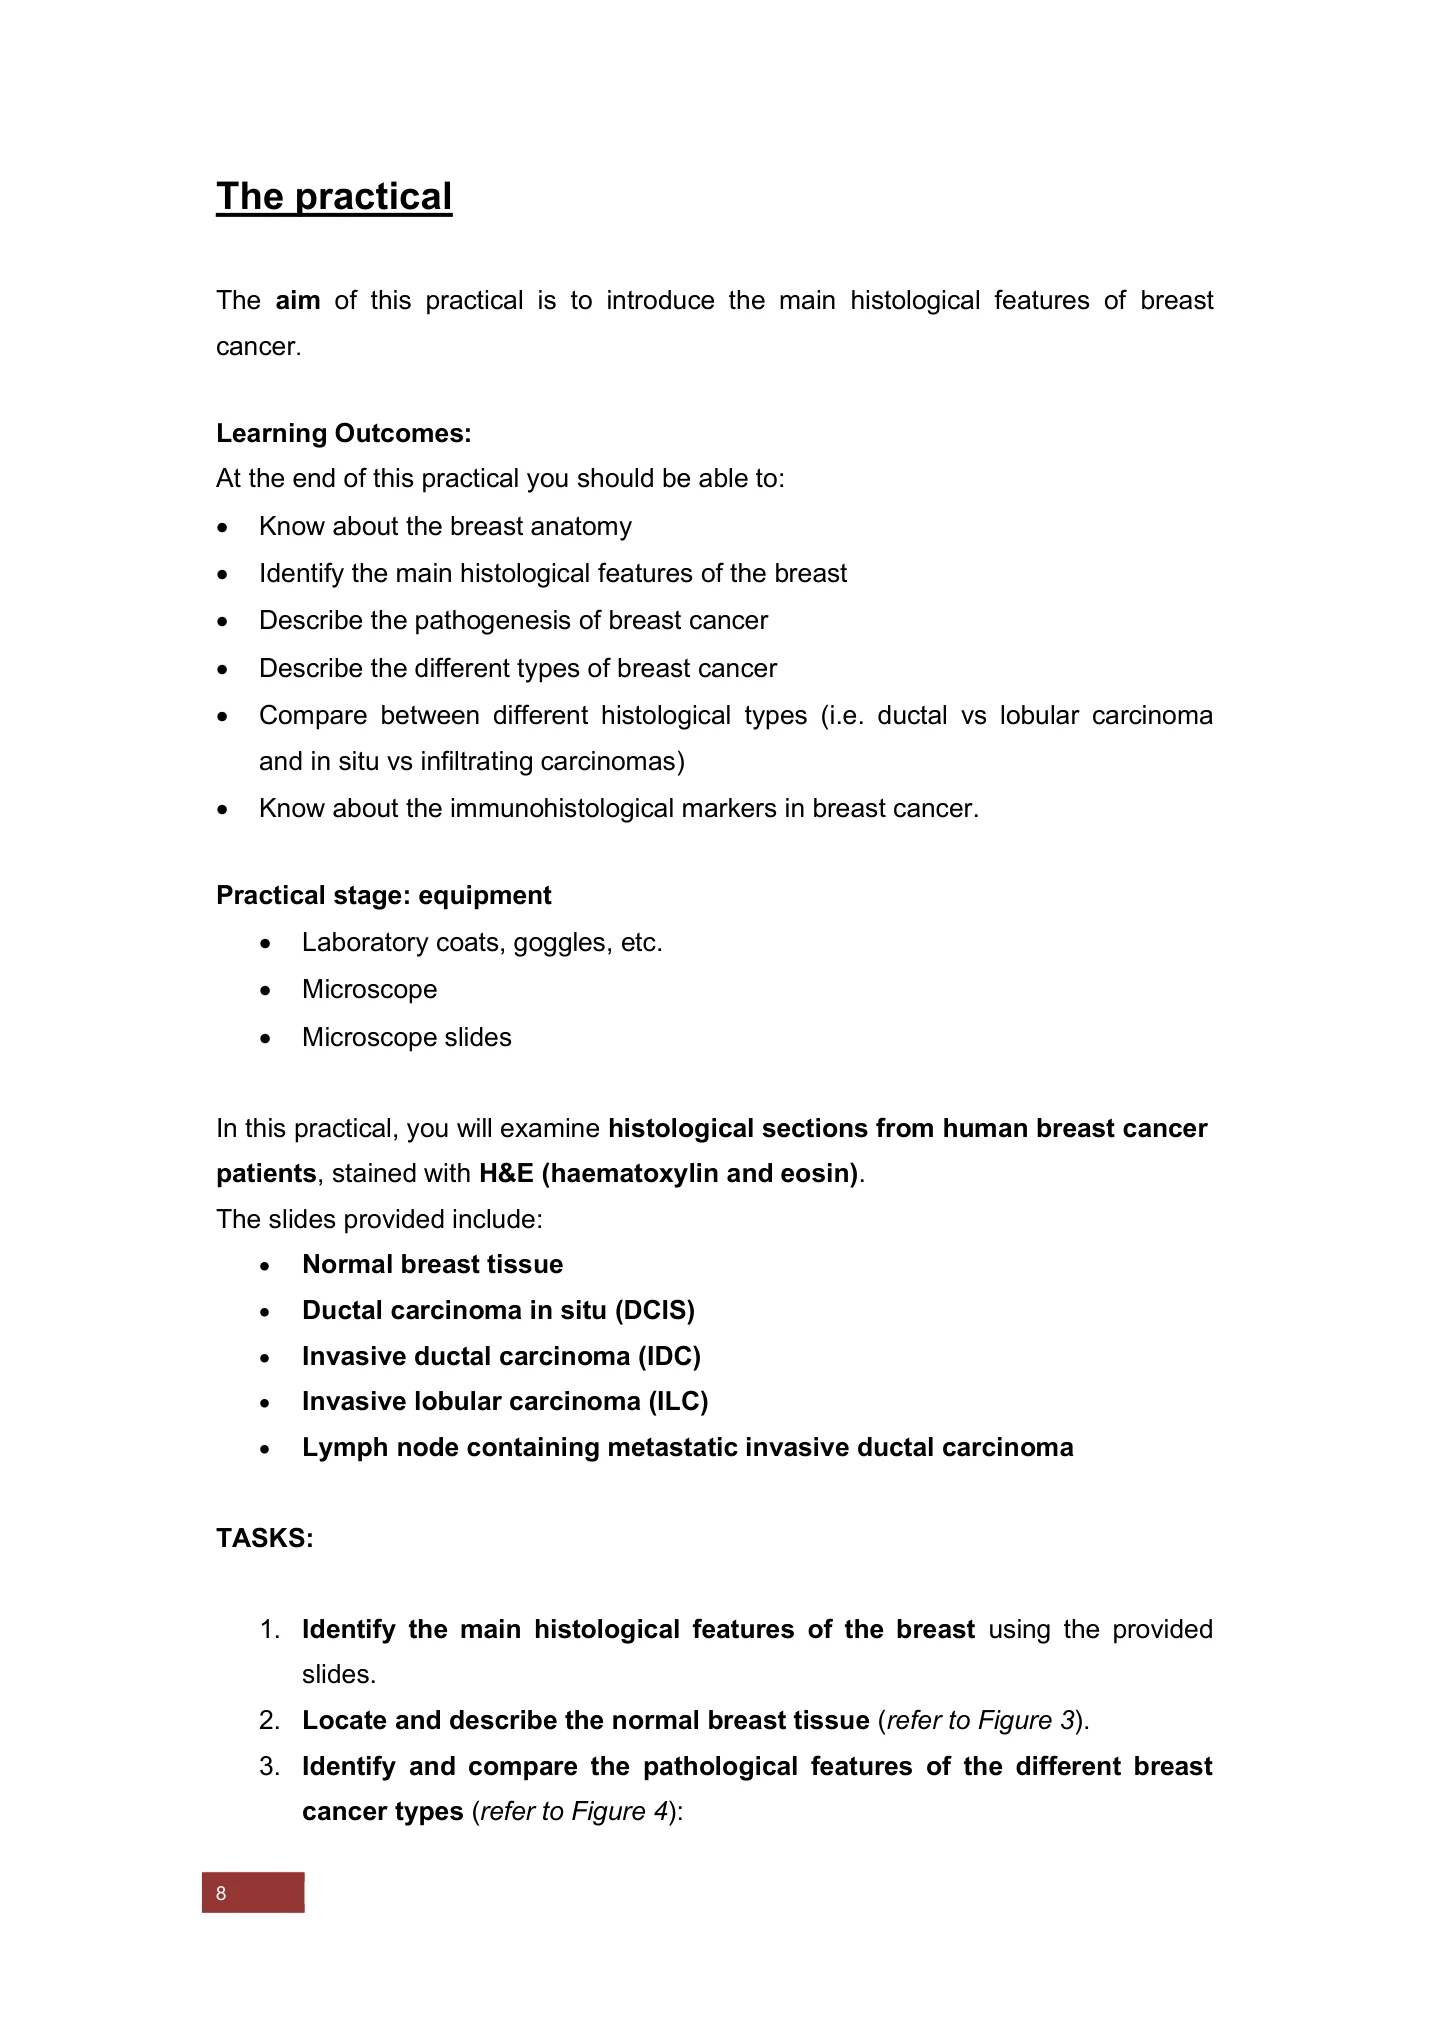 The practical
The aim of this practical is to introduce the main histological features of breast
cancer.
Learning Outcomes:
At the end of this practical you should be able to:
• Know about the breast anatomy
• Identify the main histological features of the breast
• Describe the pathogenesis of breast cancer
• Describe the different types of breast cancer
• Compare between different histological types (i.e. ductal vs lobular carcinoma
and in situ vs infiltrating carcinomas)
• Know about the immunohistological markers in breast cancer.
Practical stage: equipment
• Laboratory coats, goggles, etc.
• Microscope
• Microscope slides
In this practical, you will examine histological sections from human breast cancer
patients, stained with H&E (haematoxylin and eosin).
The slides provided include:
• Normal breast tissue
• Ductal carcinoma in situ (DCIS)
• Invasive ductal carcinoma (IDC)
• Invasive lobular carcinoma (ILC)
• Lymph node containing metastatic invasive ductal carcinoma
TASKS:
1. Identify the main histological features of the breast using the provided
slides.
2. Locate and describe the normal breast tissue (refer to Figure 3).
3. Identify and compare the pathological features of the different breast
cancer types (refer to Figure 4):
8